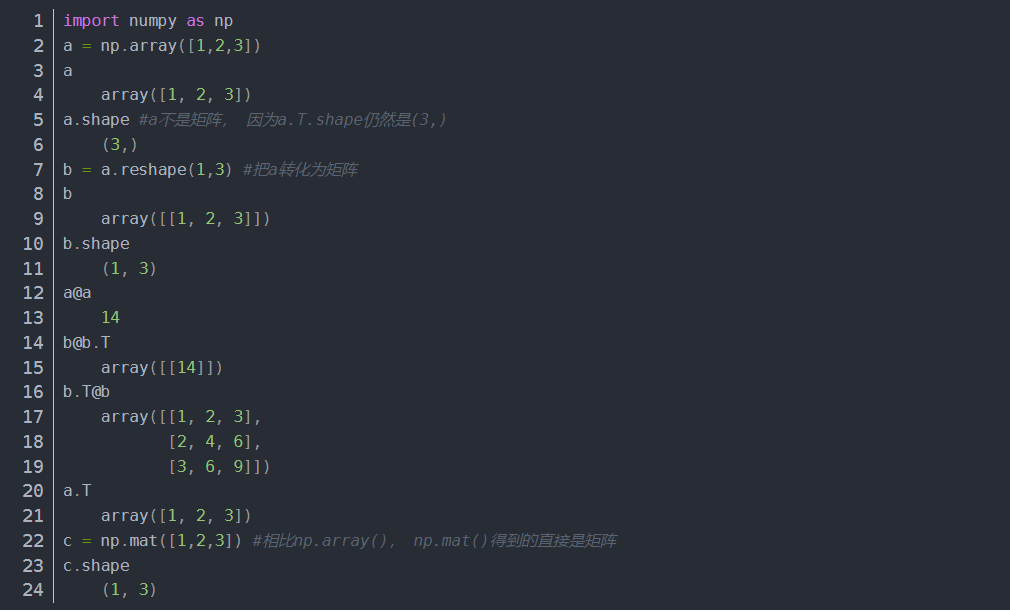 1 import numpy as np
2 a = np.array([1,2,3])
3 a
4     array([1, 2, 3])
5 a.shape #a不是矩阵， 因为a.T.shape仍然是(3,)
6     (3,)
7 b = a.reshape(1,3) #把a转化为矩阵
8 b
9     array([[1, 2, 3]])
10 b.shape
11     (1, 3)
12 a@a
13     14
14 b@b.T
15     array([[14]])
16 b.T@b
17     array([[1, 2, 3],
18            [2, 4, 6],
19            [3, 6, 9]])
20 a.T
21     array([1, 2, 3])
22 c = np.mat([1,2,3]) #相比np.array()， np.mat()得到的直接是矩阵
23 c.shape
24     (1, 3)